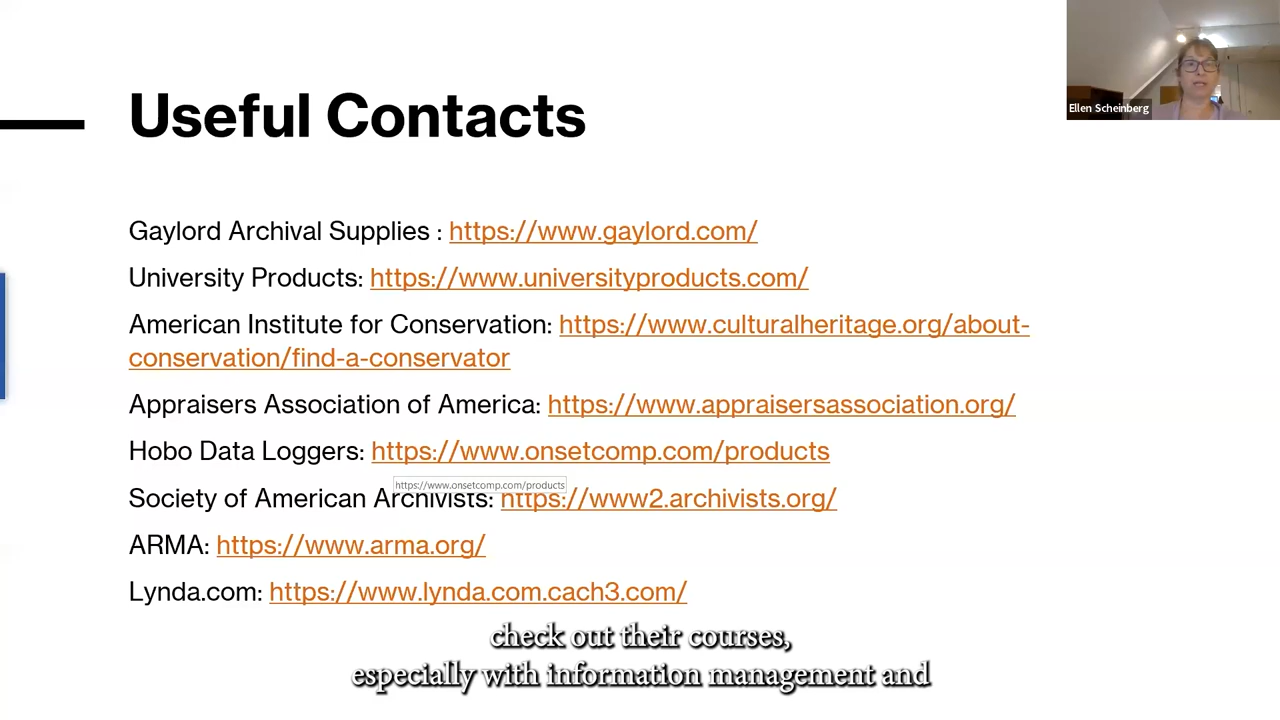 Ellen Scheinberg
Useful Contacts
Gaylord Archival Supplies : https://www.gaylord.com/
University Products: https://www.universityproducts.com/
American Institute for Conservation: https://www.culturalheritage.org/about-
conservation/find-a-conservator
Appraisers Association of America: https://www.appraisersassociation.org/
Hobo Data Loggers: https://www.onsetcomp.com/products
https://www.onsetcomp.com/products
Society of American Archivists: https://www2.archivists.org/
ARMA: https://www.arma.org/
Lynda.com: https://www.lynda.com.cach3.com/
check out their courses,
especially with information management and